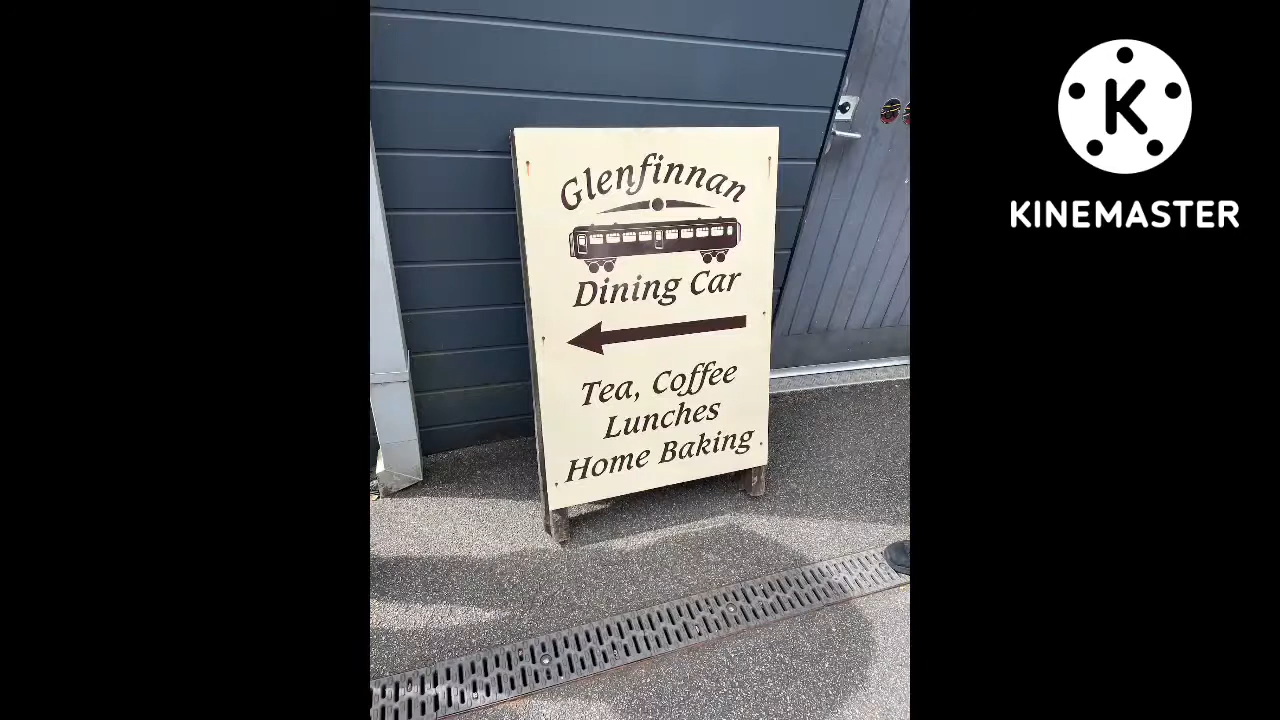 Glenfinnan
Dining Car
Tea, Coffee
Lunches
Home Baking
K
KINEMASTER